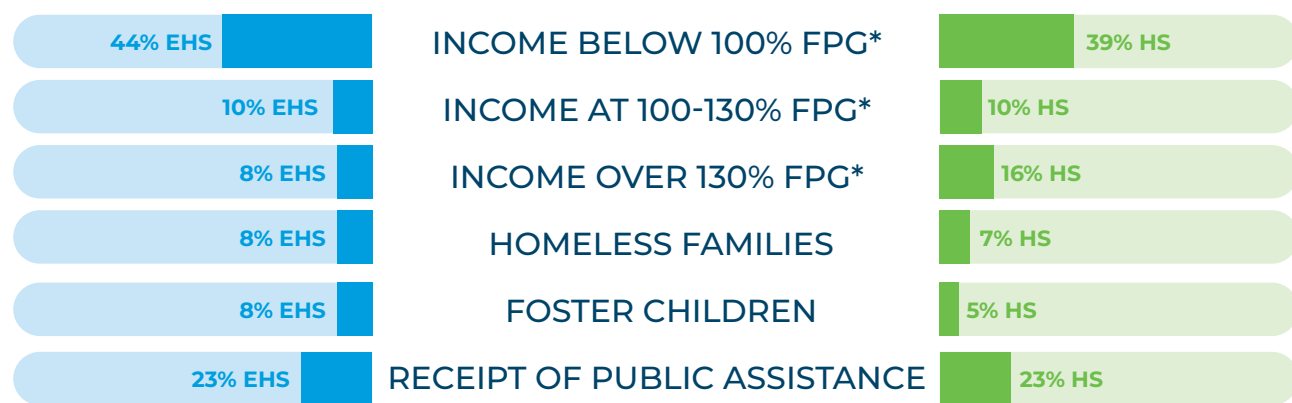 44% EHS INCOME BELOW 100% FPG* 39% HS
10% EHS INCOME AT 100-130% FPG* 10% HS
8% EHS INCOME OVER 130% FPG* 16% HS
8% EHS HOMELESS FAMILIES 7% HS
8% EHS FOSTER CHILDREN 5% HS
23% EHS RECEIPT OF PUBLIC ASSISTANCE 23% HS